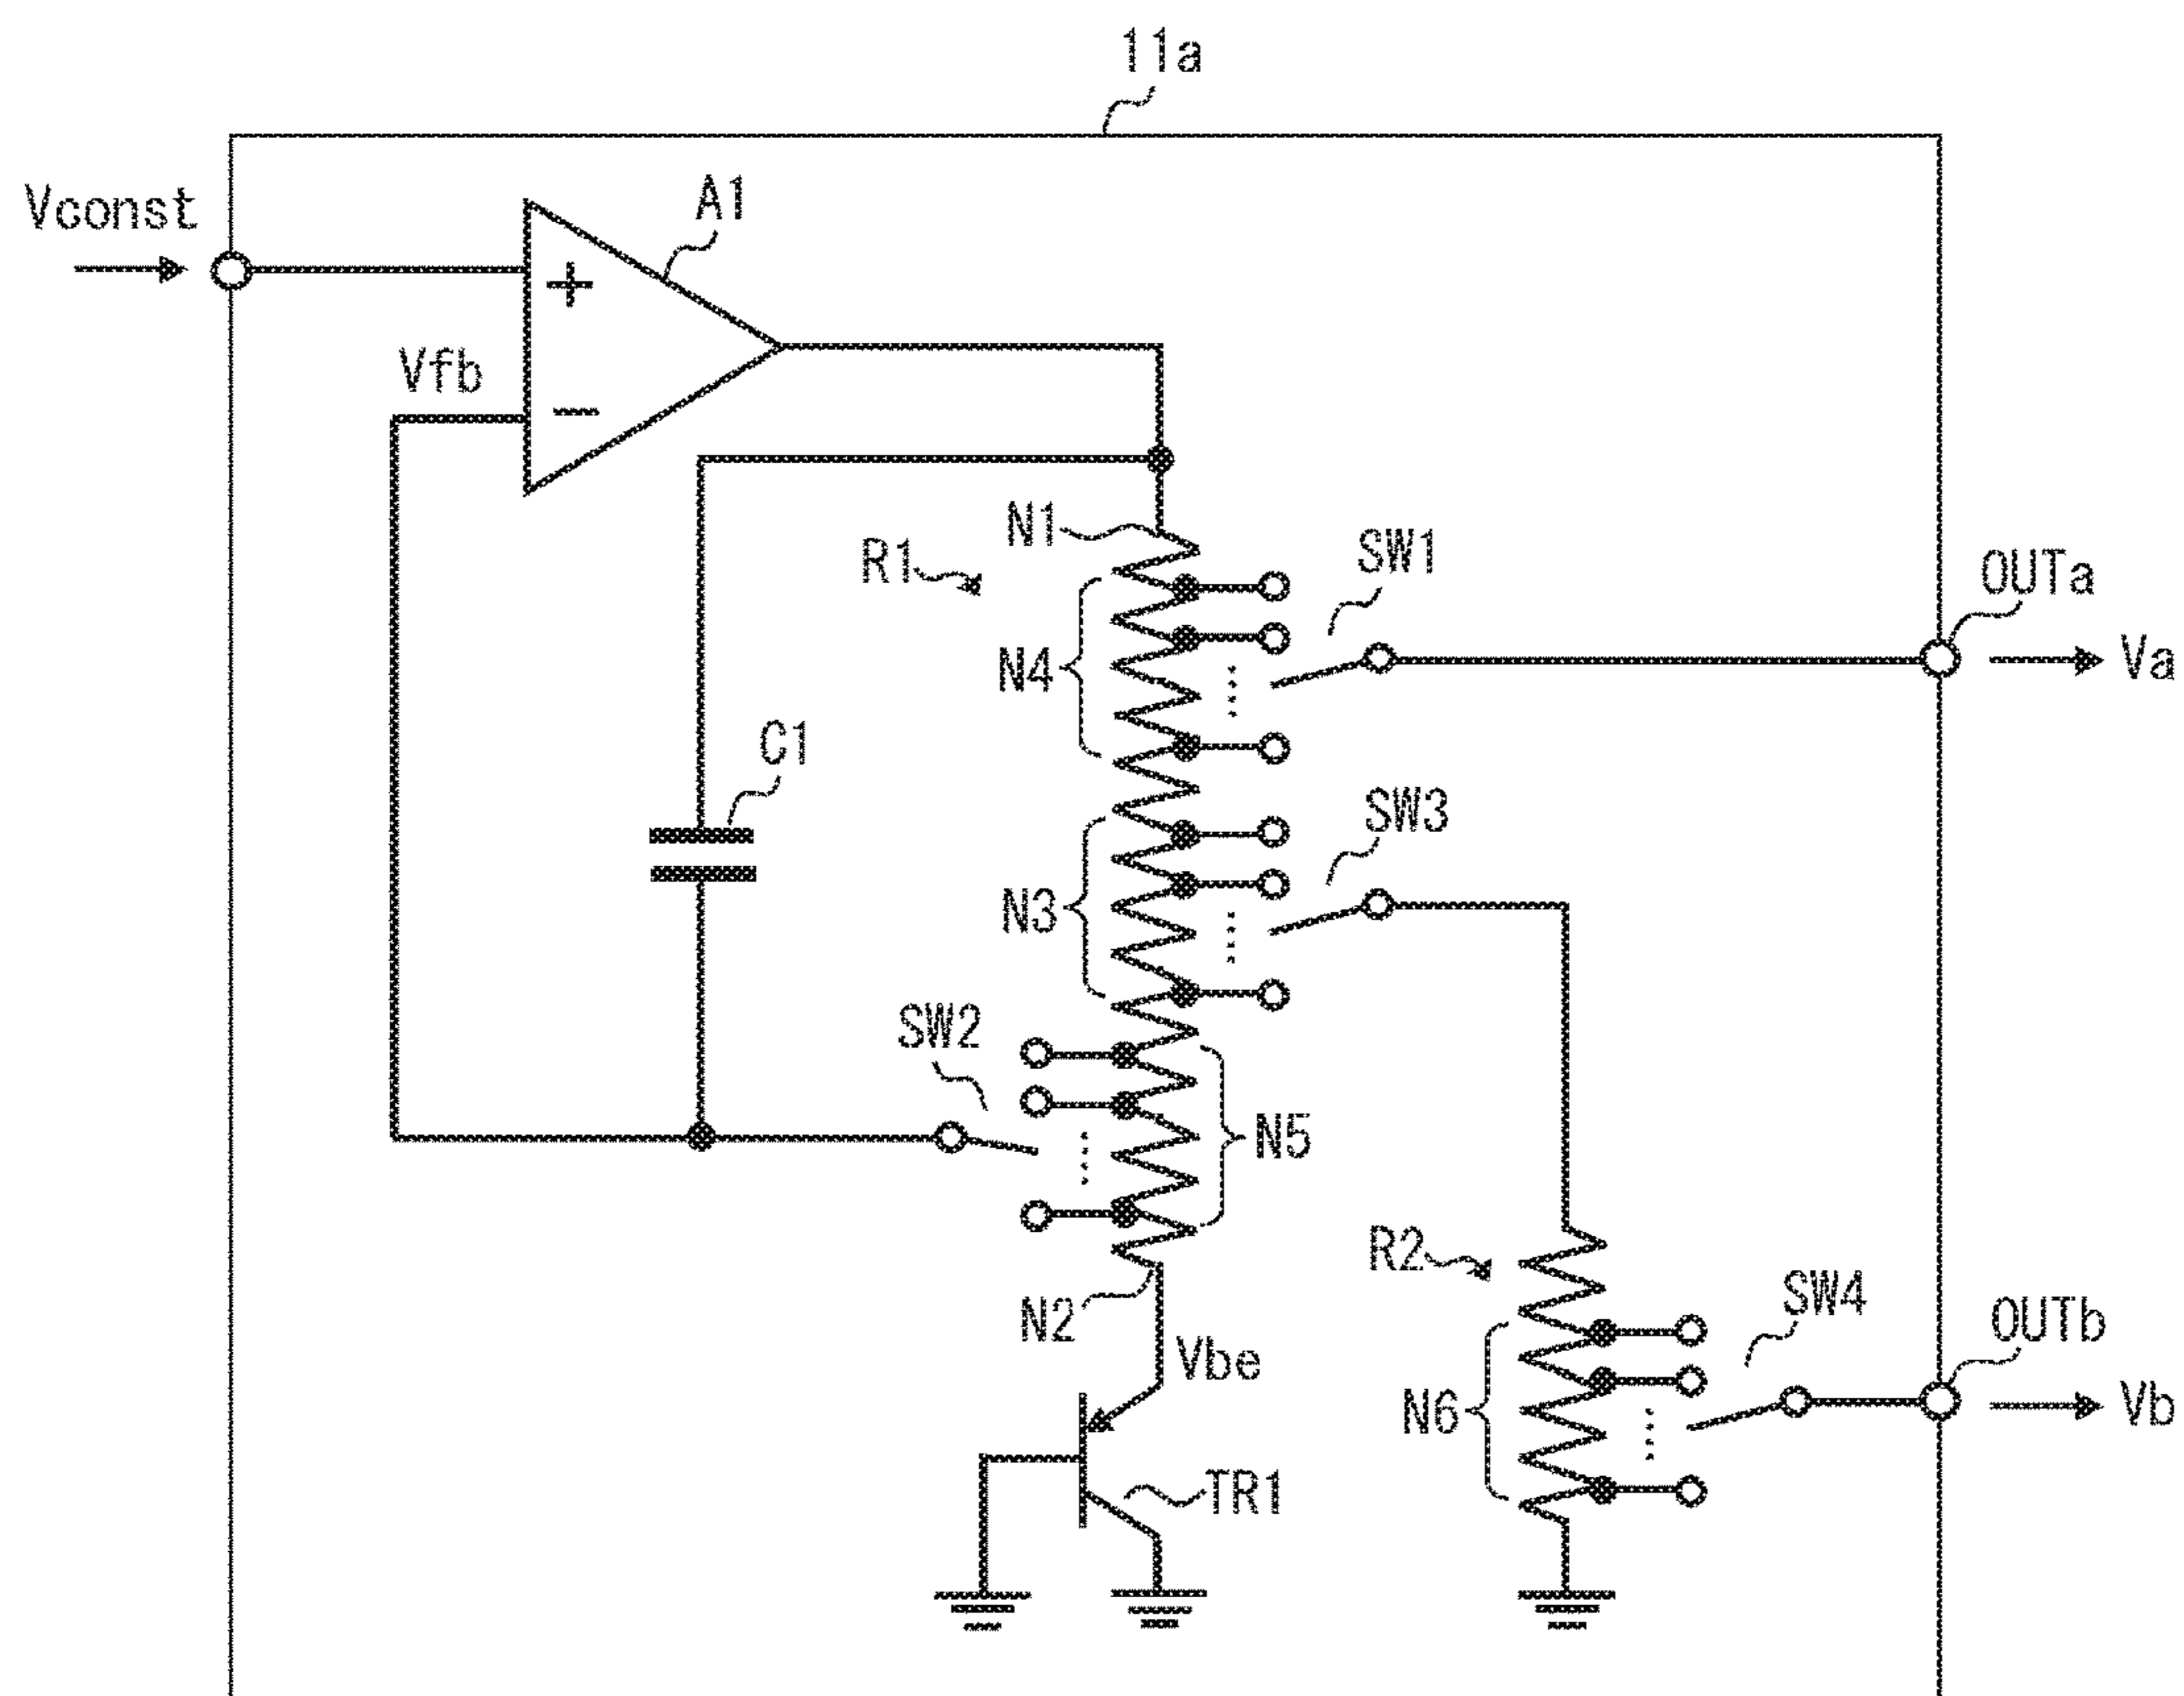 11a
Vconst
A1
+
Vfb
−
N1
R1
SW1
OUTa
N4
Va
C1
SW3
N3
SW2
N5
R2
SW4
N2
OUTb
Vbe
N6
Vb
TR1